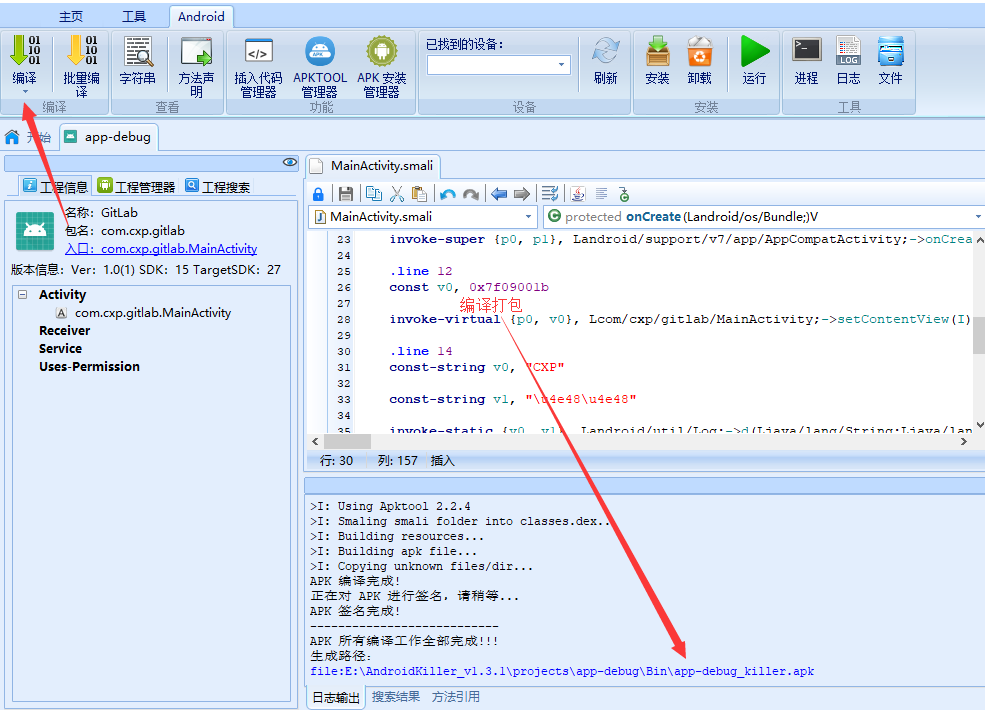 主页 工具 Android
编译 批量编译 字符串 方法声明 插入代码管理器 APKTOOL管理器 APK 安装管理器 已找到的设备: 刷新 安装 卸载 运行 进程 日志 文件
编译 查看 功能 设备 安装 工具
开始 app-debug
MainActivity.smali
工程信息 工程管理器 工程搜索
名称: GitLab
包名: com.cxp.gitlab
入口: com.cxp.gitlab.MainActivity
版本信息: Ver: 1.0(1) SDK: 15 TargetSDK: 27
Activity
com.cxp.gitlab.MainActivity
Receiver
Service
Uses-Permission
MainActivity.smali protected onCreate(Landroid/os/Bundle;)V
23 invoke-super {p0, p1}, Landroid/support/v7/app/AppCompatActivity;->onCrea
24
25 .line 12
26 const v0, 0x7f09001b
27 编译打包
28 invoke-virtual {p0, v0}, Lcom/cxp/gitlab/MainActivity;->setContentView(I)
29
30 .line 14
31 const-string v0, "CXP"
32
33 const-string v1, "\u4e48\u4e48"
34
35 invoke-static {v0, v1}, Landroid/util/Log;->d(Ljava/lang/String;Ljava/lan
行: 30 列: 157 插入
>I: Using Apktool 2.2.4
>I: Smaling smali folder into classes.dex...
>I: Building resources...
>I: Building apk file...
>I: Copying unknown files/dir...
APK 编译完成!
正在对 APK 进行签名，请稍等...
APK 签名完成!
---------------------------
APK 所有编译工作全部完成!!!
生成路径:
file:E:\AndroidKiller_v1.3.1\projects\app-debug\Bin\app-debug_killer.apk
日志输出 搜索结果 方法引用